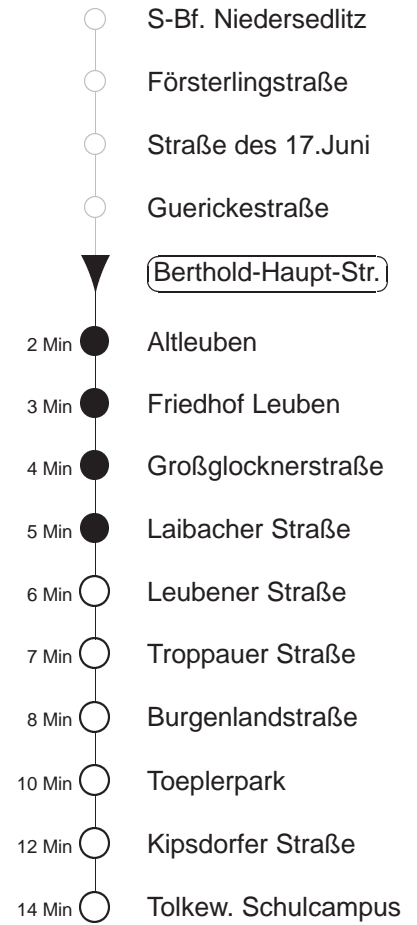 S-Bf. Niedersedlitz
Försterlingstraße
Straße des 17.Juni
Guerickestraße
Berthold-Haupt-Str.
2 Min Altleuben
3 Min Friedhof Leuben
4 Min Großglocknerstraße
5 Min Laibacher Straße
6 Min Leubener Straße
7 Min Troppauer Straße
8 Min Burgenlandstraße
10 Min Toeplerpark
12 Min Kipsdorfer Straße
14 Min Tolkew. Schulcampus